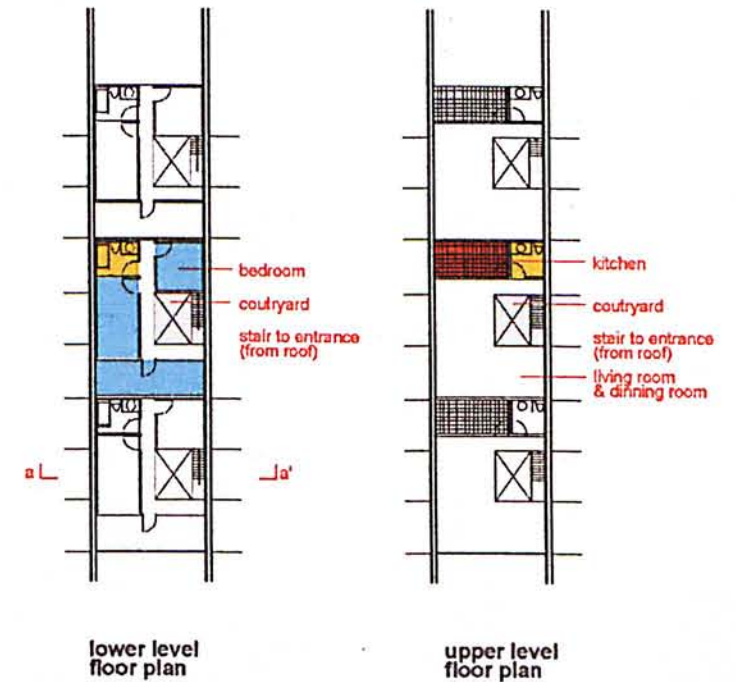 bedroom
coutryard
stair to entrance
(from roof)
a
a'
lower level
floor plan
kitchen
coutryard
stair to entrance
(from roof)
living room
& dinning room
upper level
floor plan